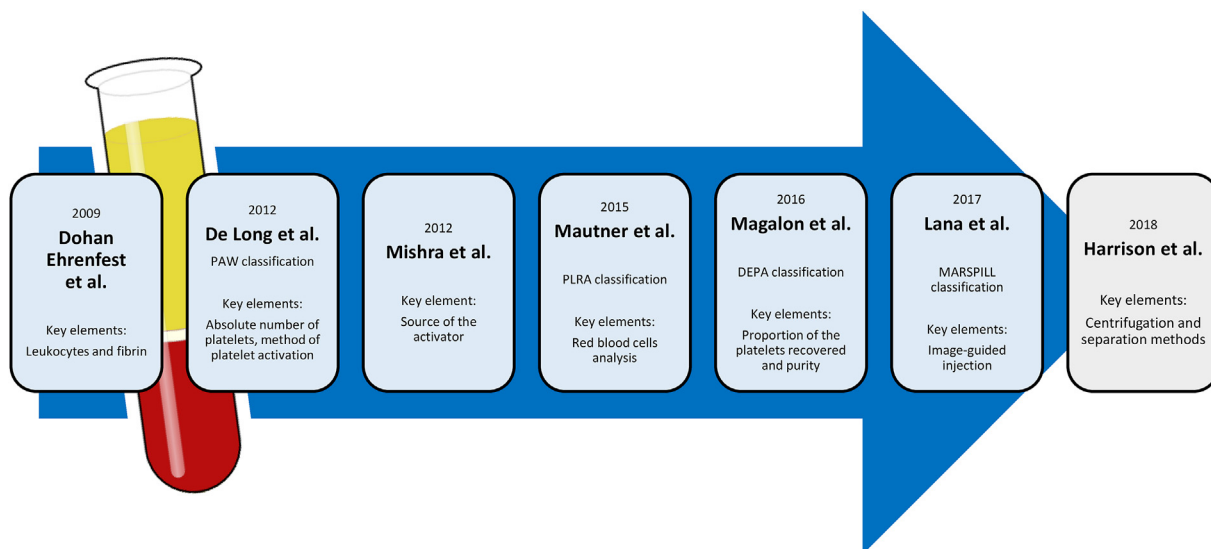 2009
Dohan
Ehrenfest
et al.
Key elements:
Leukocytes and fibrin
2012
De Long et al.
PAW classification
Key elements:
Absolute number of
platelets, method of
platelet activation
2012
Mishra et al.
Key element:
Source of the
activator
2015
Mautner et al.
PLRA classification
Key elements:
Red blood cells
analysis
2016
Magalon et al.
DEPA classification
Key elements:
Proportion of the
platelets recovered
and purity
2017
Lana et al.
MARSPILL
classification
Key elements:
Image-guided
injection
2018
Harrison et al.
Key elements:
Centrifugation and
separation methods